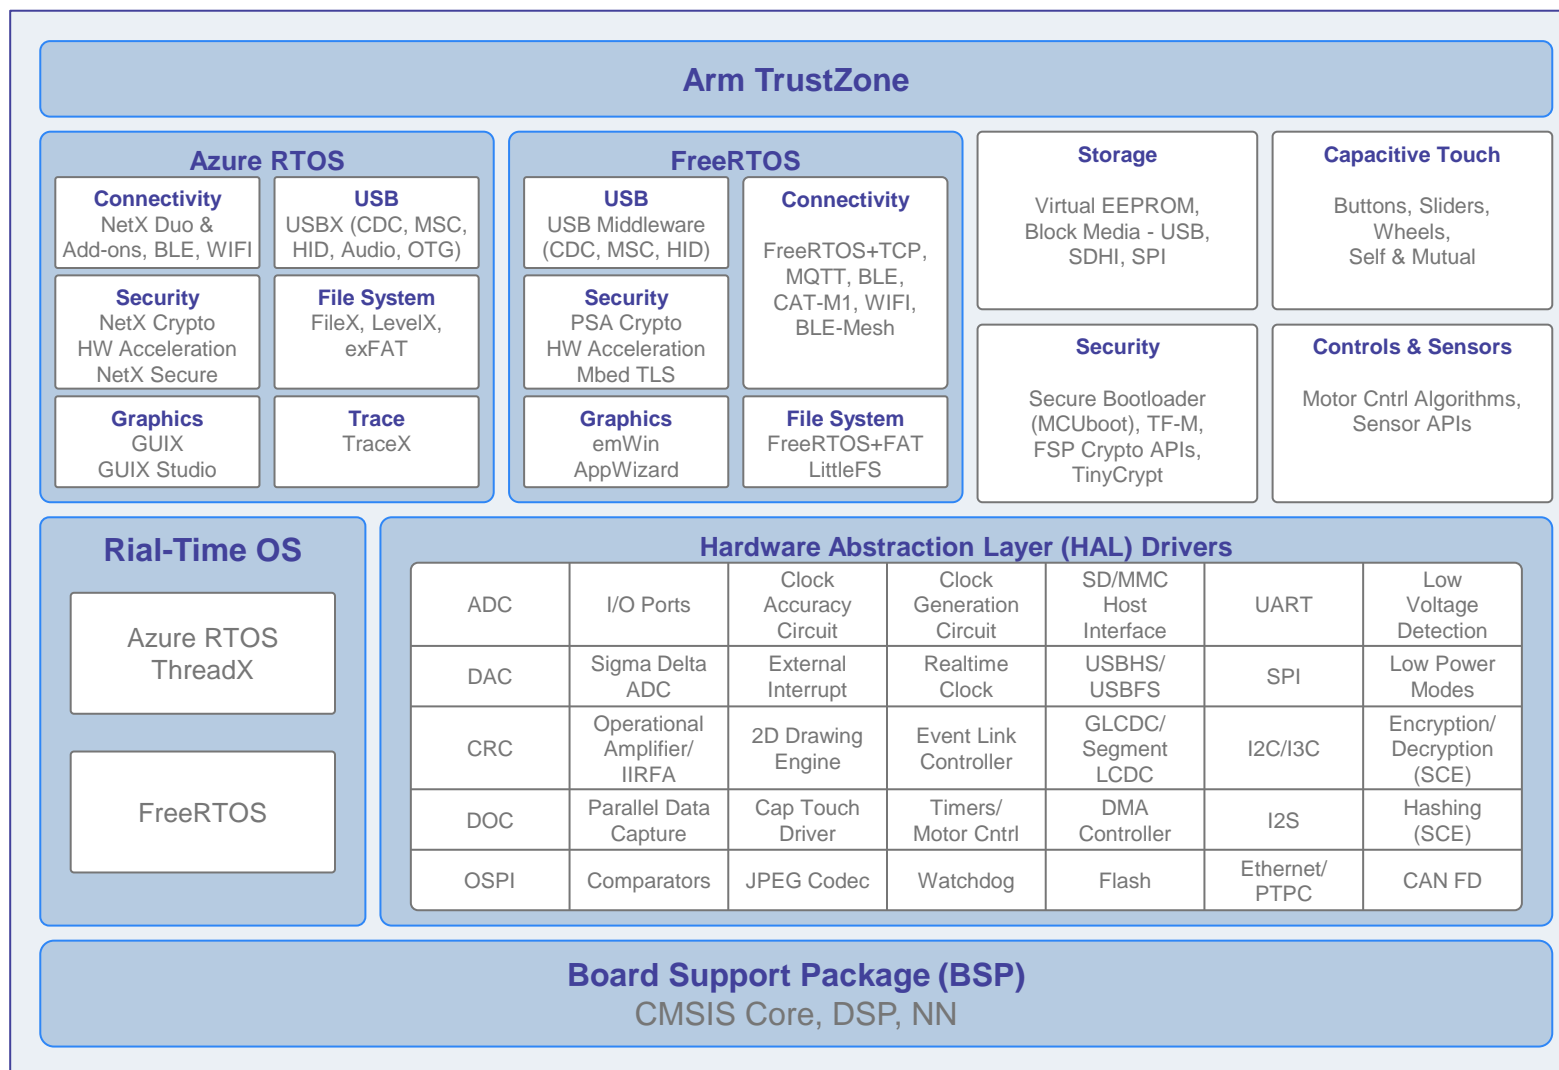 Arm TrustZone
Azure RTOS
Connectivity
NetX Duo &
Add-ons, BLE, WIFI
USB
USBX (CDC, MSC,
HID, Audio, OTG)
Security
NetX Crypto
HW Acceleration
NetX Secure
File System
FileX, LevelX,
exFAT
Graphics
GUIX
GUIX Studio
Trace
TraceX
FreeRTOS
USB
USB Middleware
(CDC, MSC, HID)
Security
PSA Crypto
HW Acceleration
Mbed TLS
Graphics
emWin
AppWizard
Connectivity
FreeRTOS+TCP,
MQTT, BLE,
CAT-M1, WIFI,
BLE-Mesh
File System
FreeRTOS+FAT
LittleFS
Storage
Virtual EEPROM,
Block Media - USB,
SDHI, SPI
Capacitive Touch
Buttons, Sliders,
Wheels,
Self & Mutual
Security
Secure Bootloader
(MCUboot), TF-M,
FSP Crypto APIs,
TinyCrypt
Controls & Sensors
Motor Cntrl Algorithms,
Sensor APIs
Rial-Time OS
Azure RTOS
ThreadX
FreeRTOS
Hardware Abstraction Layer (HAL) Drivers
ADC
I/O Ports
Clock
Accuracy
Circuit
Clock
Generation
Circuit
SD/MMC
Host
Interface
UART
Low
Voltage
Detection
DAC
Sigma Delta
ADC
External
Interrupt
Realtime
Clock
USBHS/
USBFS
SPI
Low Power
Modes
CRC
Operational
Amplifier/
IIRFA
2D Drawing
Engine
Event Link
Controller
GLCDC/
Segment
LCDC
I2C/I3C
Encryption/
Decryption
(SCE)
DOC
Parallel Data
Capture
Cap Touch
Driver
Timers/
Motor Cntrl
DMA
Controller
I2S
Hashing
(SCE)
OSPI
Comparators
JPEG Codec
Watchdog
Flash
Ethernet/
PTPC
CAN FD
Board Support Package (BSP)
CMSIS Core, DSP, NN